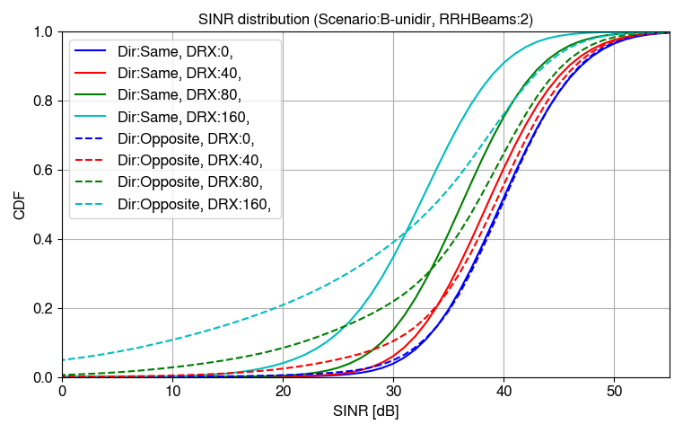 SINR distribution (Scenario:B-unidir, RRHBeams:2)
CDF
1.0
0.8
0.6
0.4
0.2
0.0
Dir:Same, DRX:0,
Dir:Same, DRX:40,
Dir:Same, DRX:80,
Dir:Same, DRX:160,
Dir:Opposite, DRX:0,
Dir:Opposite, DRX:40,
Dir:Opposite, DRX:80,
Dir:Opposite, DRX:160,
0 10 20 30 40 50
SINR [dB]